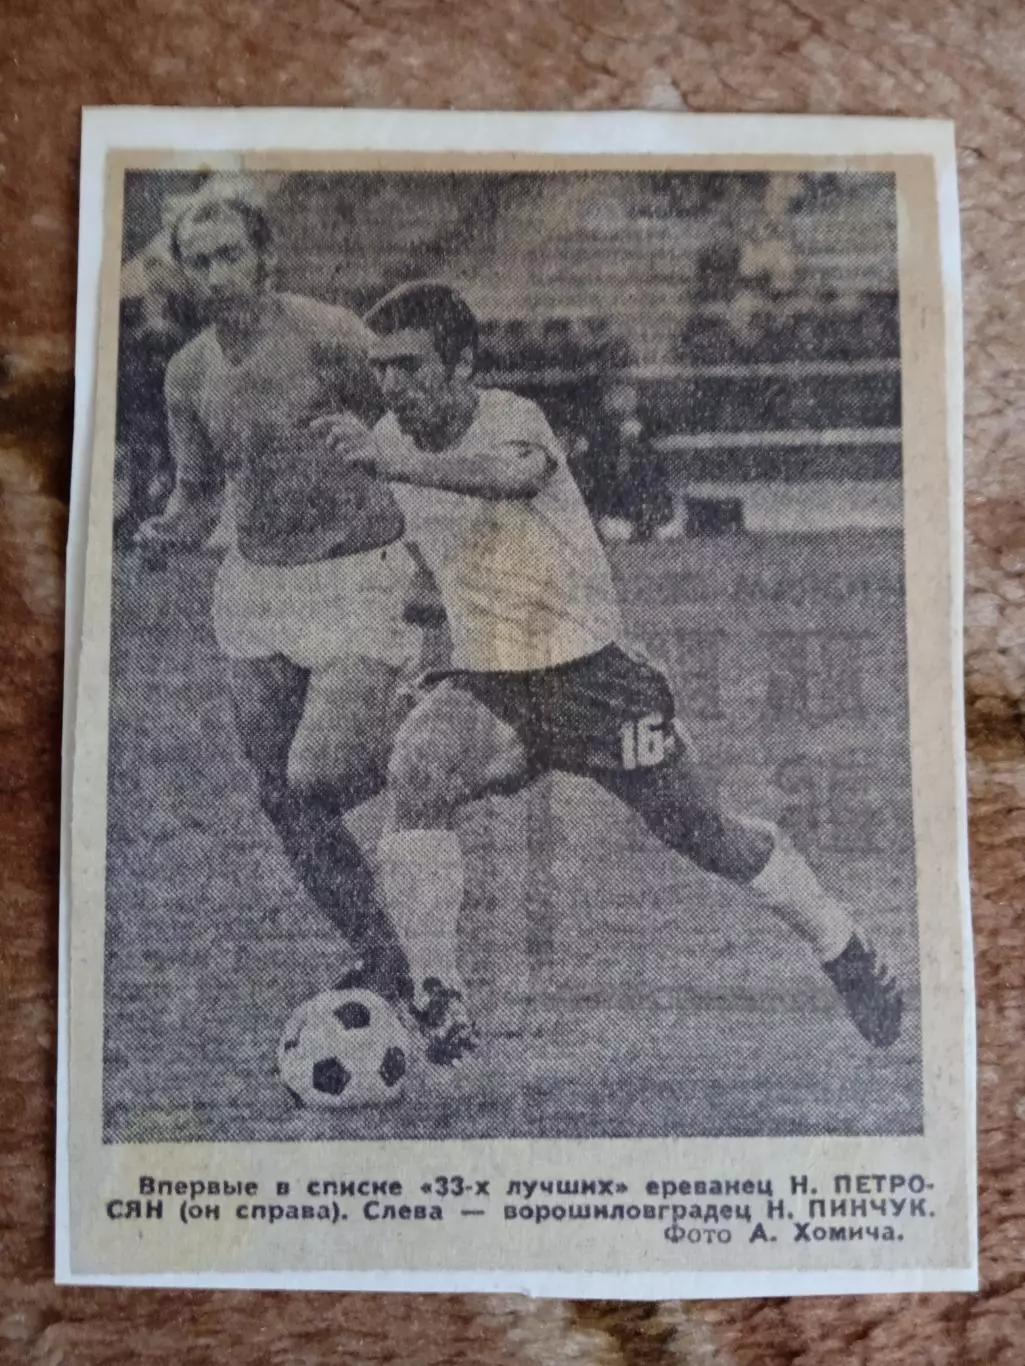 16
Впервые в списке «33-х лучших» ереванец Н. ПЕТРО-
СЯН (он справа). Слева — ворошиловградец Н. ПИНЧУК.
Фото А. Хомича.